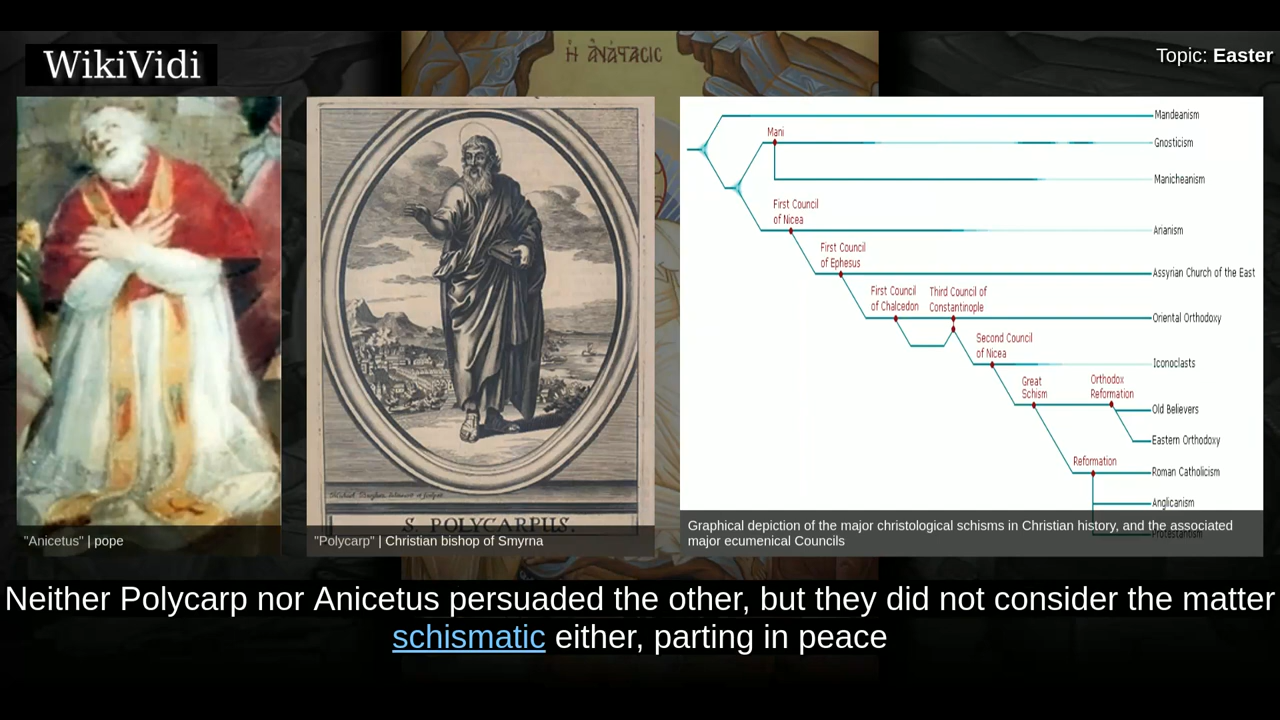 Η ἈΝΆϹΤΑϹΙϹ
WikiVidi
Topic: Easter
Mandeanism
Mani
Gnosticism
Manicheanism
First Council
of Nicea
Arianism
First Council
of Ephesus
Assyrian Church of the East
First Council
of Chalcedon
Third Council of
Constantinople
Oriental Orthodoxy
Second Council
of Nicea
Iconoclasts
Great
Schism
Orthodox
Reformation
Old Believers
Eastern Orthodoxy
Reformation
Roman Catholicism
Anglicanism
Protestantism
S. POLYCARPUS.
"Anicetus" | pope
"Polycarp" | Christian bishop of Smyrna
Graphical depiction of the major christological schisms in Christian history, and the associated
major ecumenical Councils
Neither Polycarp nor Anicetus persuaded the other, but they did not consider the matter
schismatic either, parting in peace